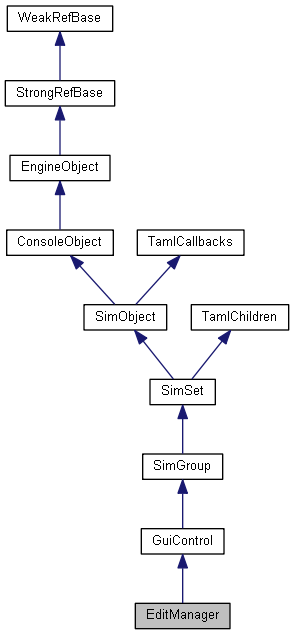 WeakRefBase
StrongRefBase
EngineObject
ConsoleObject
TamlCallbacks
SimObject
TamlChildren
SimSet
SimGroup
GuiControl
EditManager